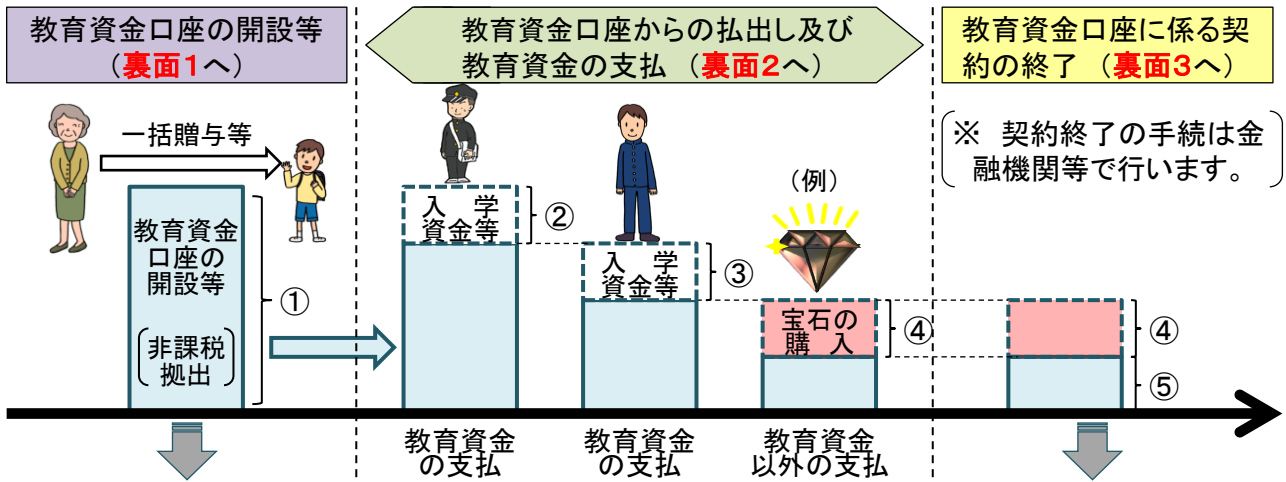 教育資金口座の開設等
（裏面１へ）
教育資金口座からの払出し及び
教育資金の支払 （裏面２へ）
教育資金口座に係る契
約の終了 （裏面３へ）
一括贈与等
教育資金
口座の
開設等
非課税
拠出
①
入　学
資金等
②
入　学
資金等
③
（例）
宝石の
購　入
④
※　契約終了の手続は金
融機関等で行います。
④
⑤
教育資金
の支払
教育資金
の支払
教育資金
以外の支払